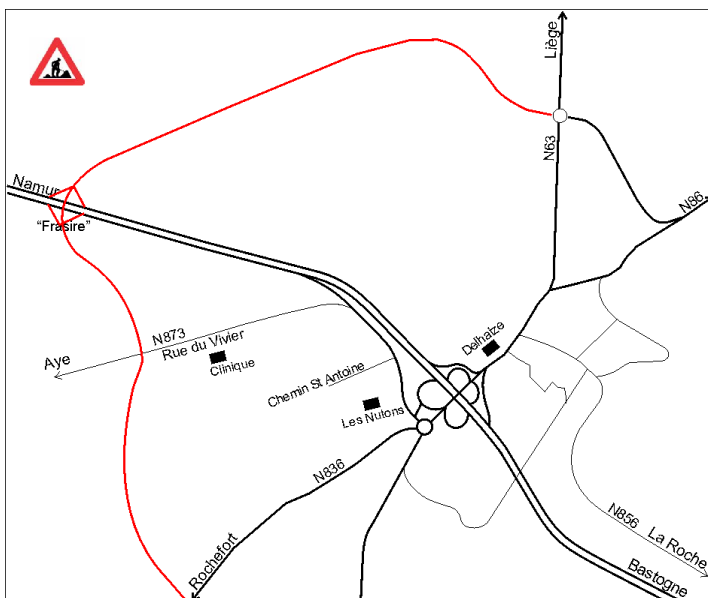 Liège
N63
Namur
N86
"Frasire"
N873
Rue du Vivier
Delhaize
Aye
Clinique
Chemin St Antoine
Les Nutons
N836
N856
La Roche
Rochefort
Bastogne